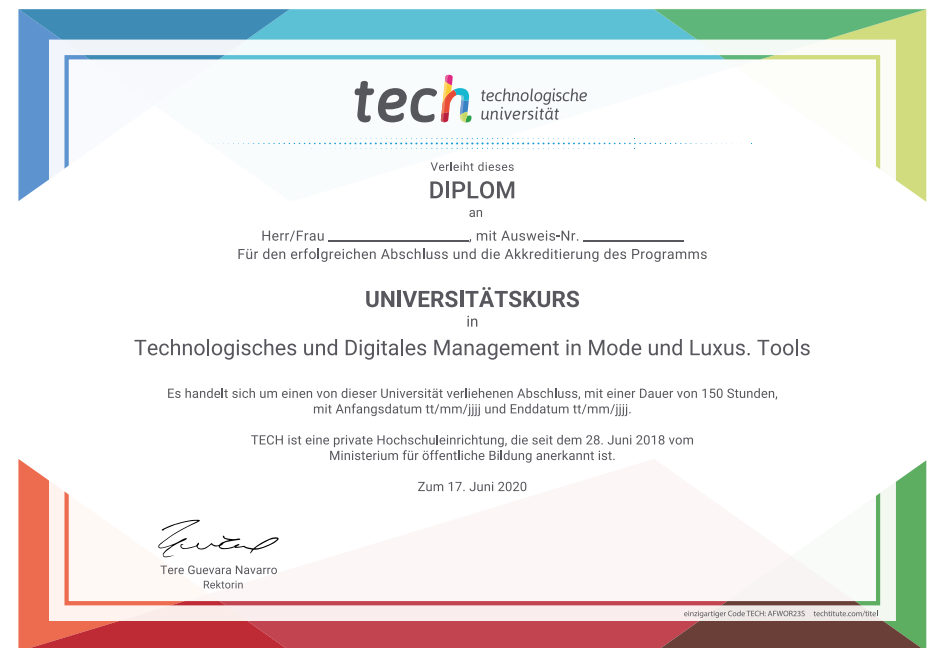 tech technologische
universität
Verleiht dieses
DIPLOM
an
Herr/Frau ____________________, mit Ausweis-Nr. ______________
Für den erfolgreichen Abschluss und die Akkreditierung des Programms
UNIVERSITÄTSKURS
in
Technologisches und Digitales Management in Mode und Luxus. Tools
Es handelt sich um einen von dieser Universität verliehenen Abschluss, mit einer Dauer von 150 Stunden,
mit Anfangsdatum tt/mm/jjjj und Enddatum tt/mm/jjjj.
TECH ist eine private Hochschuleinrichtung, die seit dem 28. Juni 2018 vom
Ministerium für öffentliche Bildung anerkannt ist.
Zum 17. Juni 2020
Tere Guevara Navarro
Rektorin
einzigartiger Code TECH: AFWOR23S techtitute.com/titel